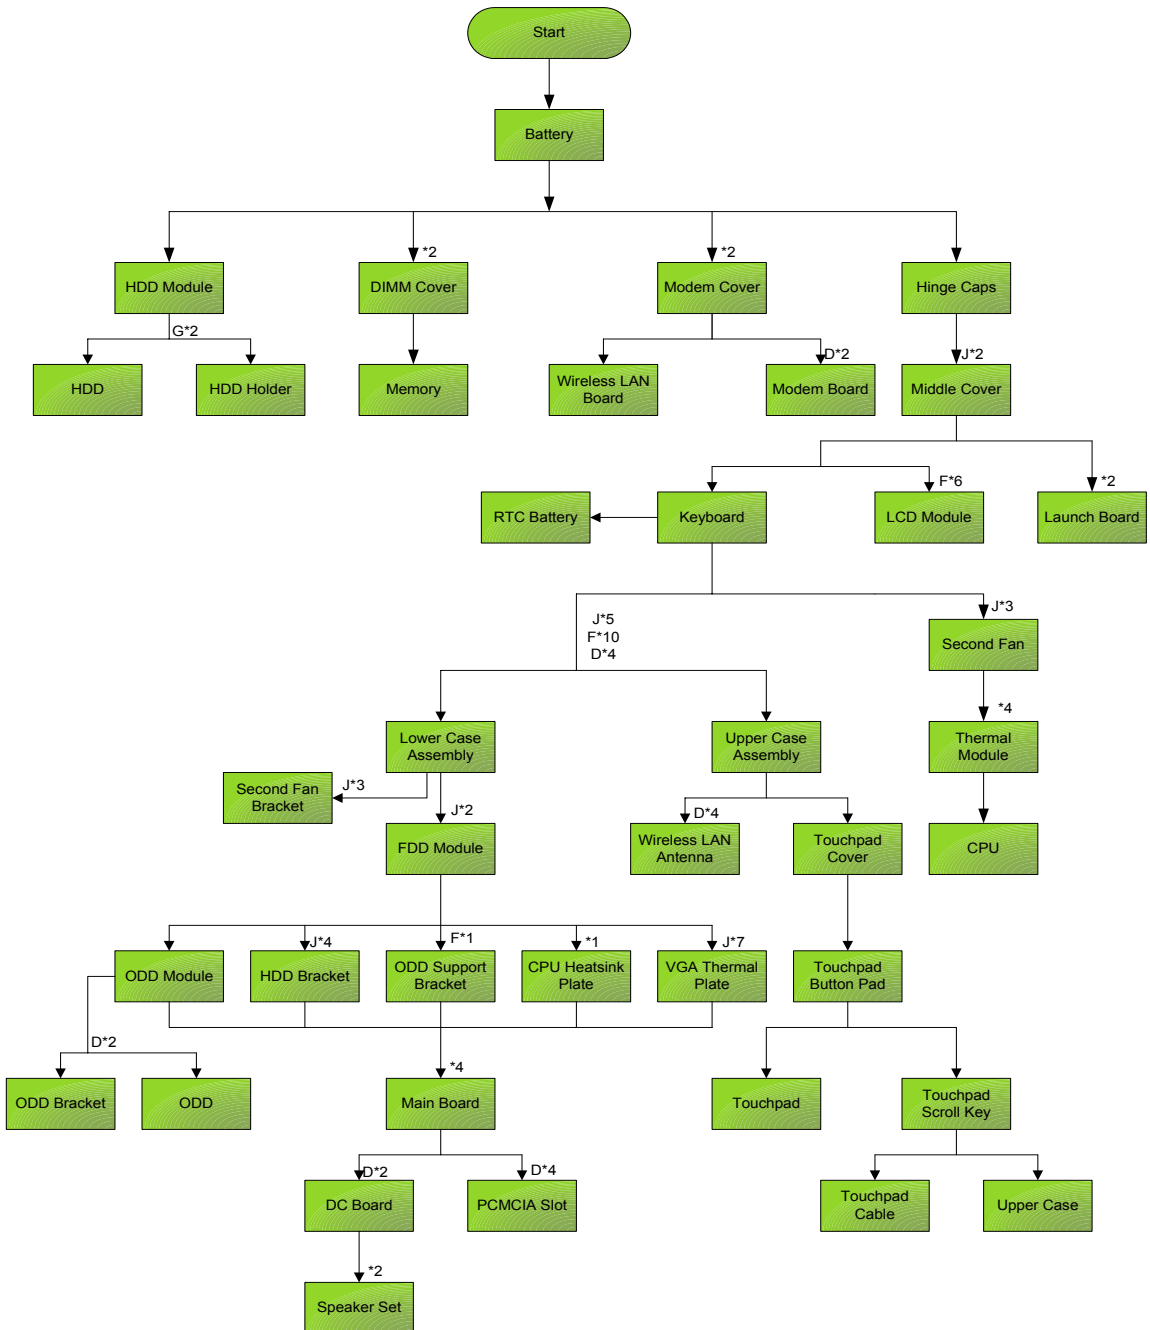 Start
Battery
*2
*2
HDD Module
DIMM Cover
Modem Cover
Hinge Caps
G*2
D*2
J*2
HDD
HDD Holder
Memory
Wireless LAN
Board
Modem Board
Middle Cover
F*6
*2
RTC Battery
Keyboard
LCD Module
Launch Board
J*5
F*10
D*4
J*3
Second Fan
*4
Lower Case
Assembly
Upper Case
Assembly
Thermal
Module
Second Fan
Bracket
J*3
J*2
D*4
FDD Module
Wireless LAN
Antenna
Touchpad
Cover
CPU
J*4
F*1
*1
J*7
ODD Module
HDD Bracket
ODD Support
Bracket
CPU Heatsink
Plate
VGA Thermal
Plate
Touchpad
Button Pad
D*2
*4
ODD Bracket
ODD
Main Board
Touchpad
Touchpad
Scroll Key
D*2
D*4
DC Board
PCMCIA Slot
Touchpad
Cable
Upper Case
*2
Speaker Set